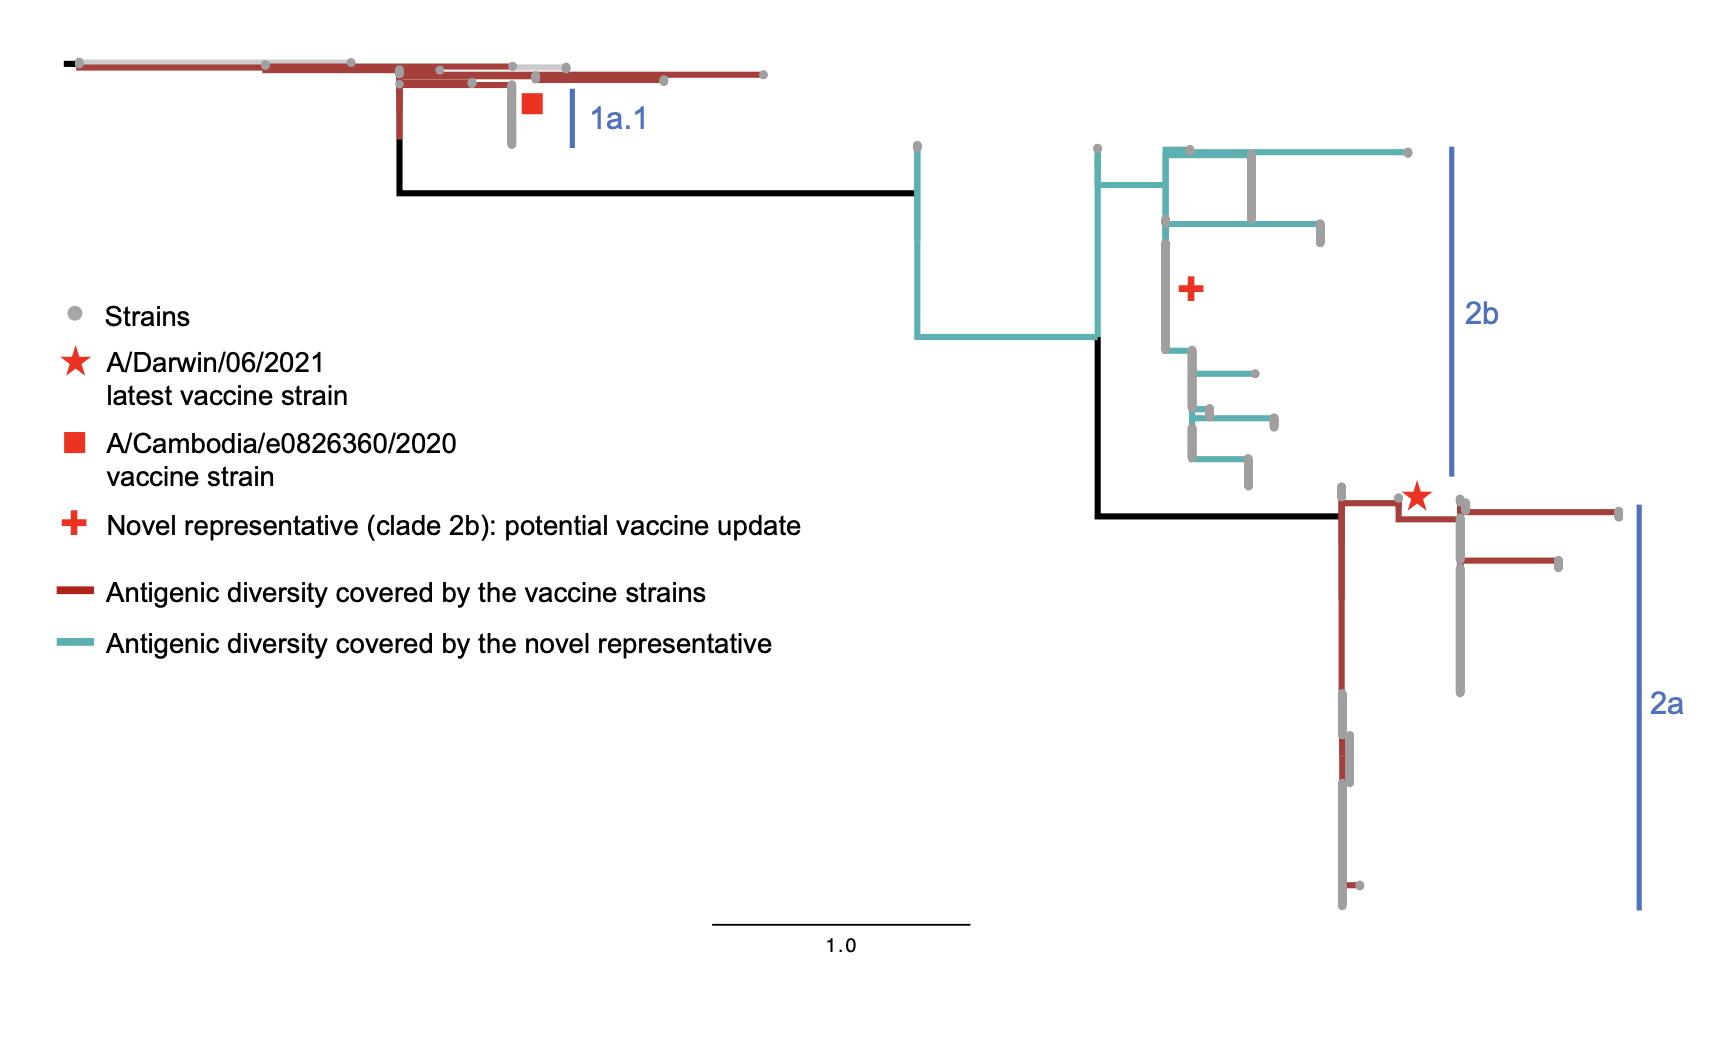 1a.1
2b
Strains
A/Darwin/06/2021
latest vaccine strain
A/Cambodia/e0826360/2020
vaccine strain
Novel representative (clade 2b): potential vaccine update
Antigenic diversity covered by the vaccine strains
Antigenic diversity covered by the novel representative
2a
1.0